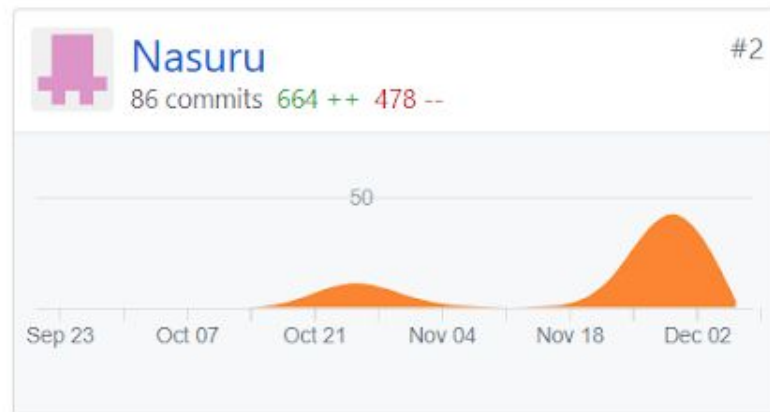 Nasuru #2
86 commits 664 ++ 478 --
50
Sep 23 Oct 07 Oct 21 Nov 04 Nov 18 Dec 02